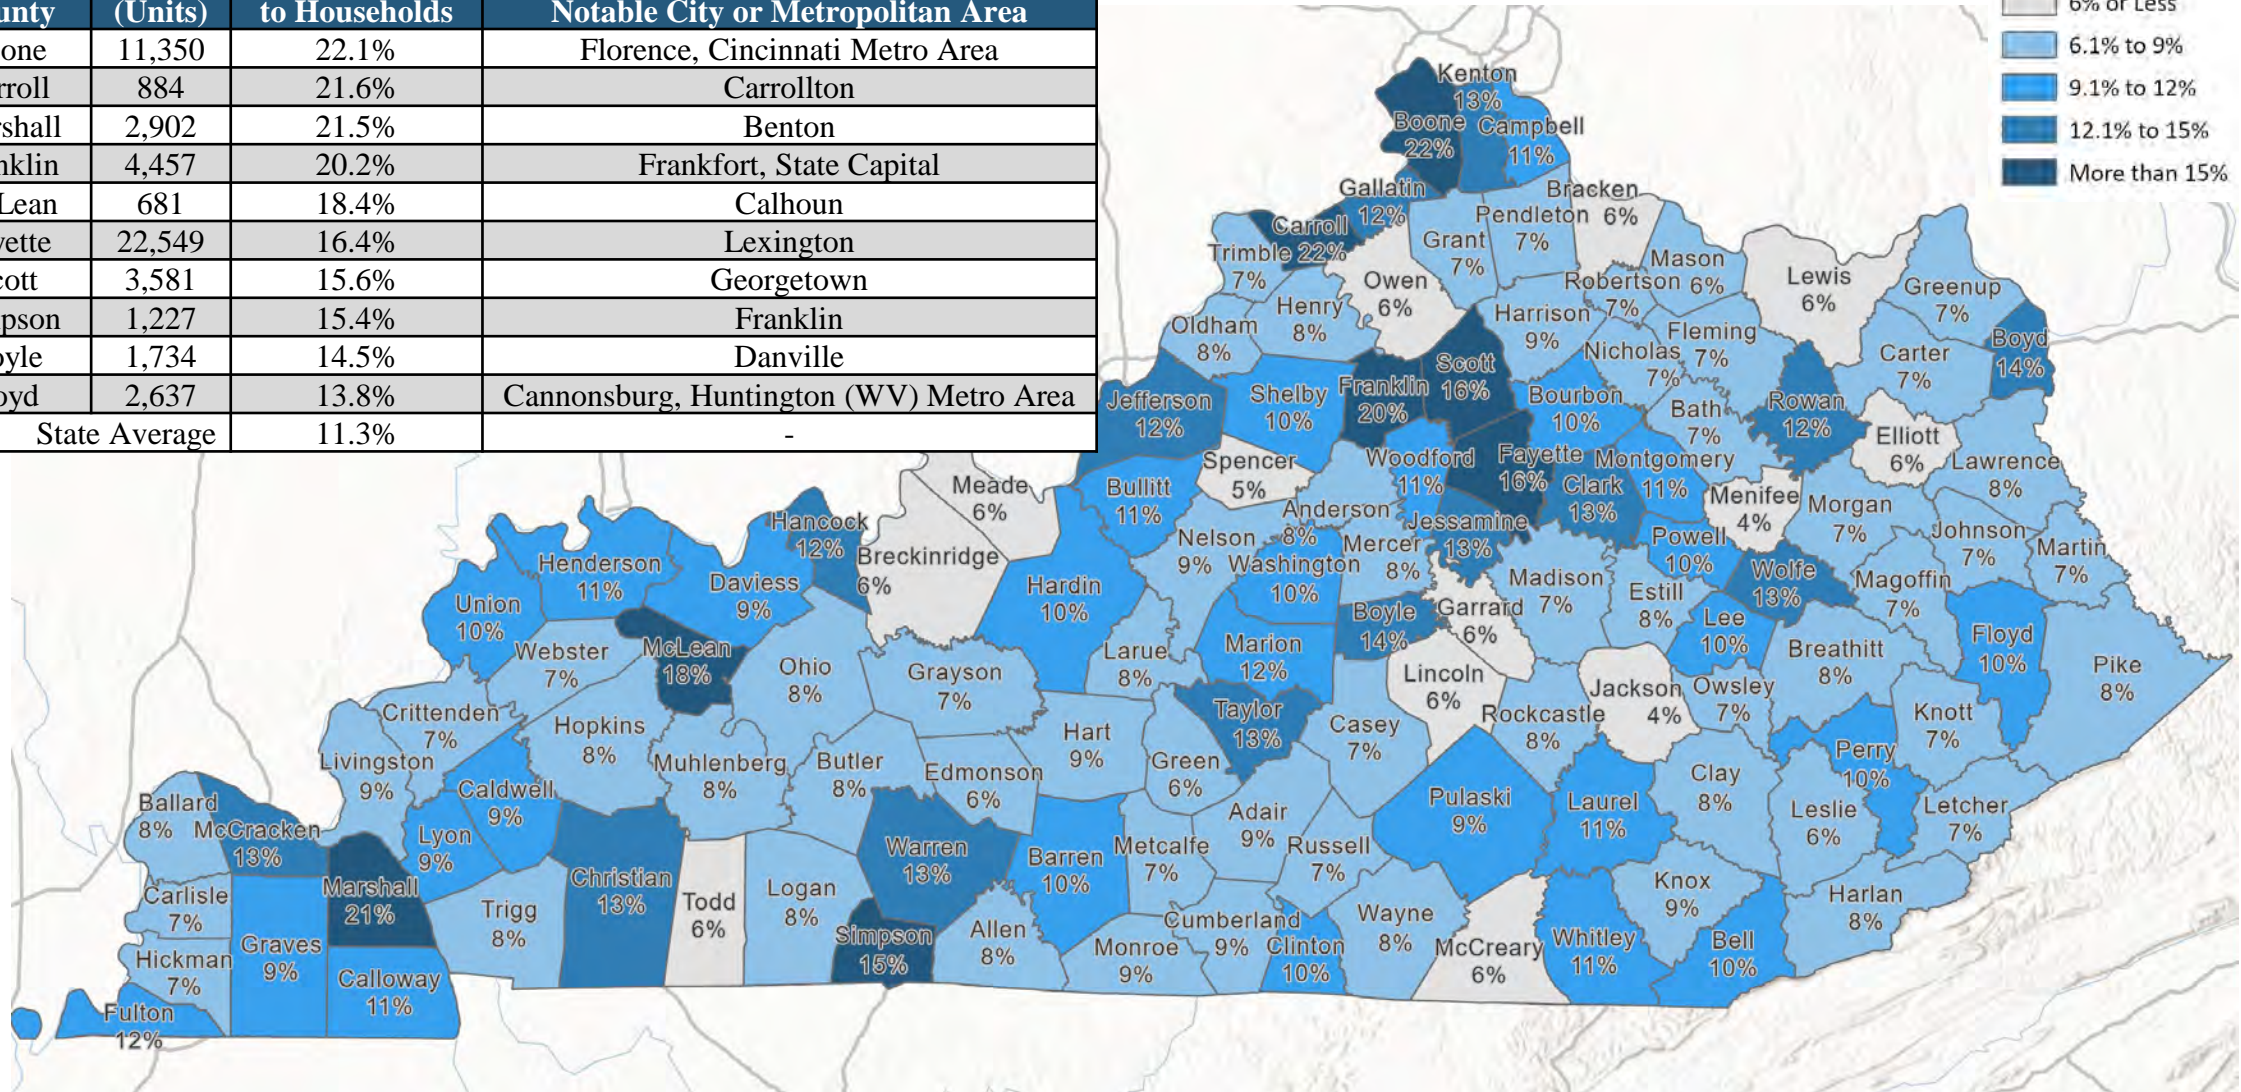 unty (Units) to Households Notable City or Metropolitan Area
one 11,350 22.1% Florence, Cincinnati Metro Area
rroll 884 21.6% Carrollton
rshall 2,902 21.5% Benton
nklin 4,457 20.2% Frankfort, State Capital
Lean 681 18.4% Calhoun
yette 22,549 16.4% Lexington
cott 3,581 15.6% Georgetown
pson 1,227 15.4% Franklin
oyle 1,734 14.5% Danville
oyd 2,637 13.8% Cannonsburg, Huntington (WV) Metro Area
State Average 11.3% -
6% or Less
6.1% to 9%
9.1% to 12%
12.1% to 15%
More than 15%
Kenton
13%
Boone
22%
Campbell
11%
Gallatin
12%
Carroll
22%
Trimble
7%
Owen
6%
Grant
7%
Pendleton
7%
Bracken
6%
Mason
6%
Robertson
7%
Lewis
6%
Greenup
7%
Boyd
14%
Carter
7%
Oldham
8%
Henry
8%
Harrison
9%
Nicholas
7%
Fleming
7%
Scott
16%
Franklin
20%
Shelby
10%
Jefferson
12%
Bourbon
10%
Bath
7%
Rowan
12%
Elliott
6%
Lawrence
8%
Spencer
5%
Woodford
11%
Fayette
16%
Montgomery
11%
Clark
13%
Menifee
4%
Morgan
7%
Johnson
7%
Martin
7%
Meade
6%
Bullitt
11%
Anderson
8%
Jessamine
13%
Mercer
8%
Nelson
9%
Washington
10%
Powell
10%
Wolfe
13%
Magoffin
7%
Hancock
12%
Breckinridge
6%
Hardin
10%
Henderson
11%
Daviess
9%
Union
10%
Madison
7%
Estill
8%
Lee
10%
Floyd
10%
Pike
8%
Boyle
14%
Garrard
6%
Breathitt
8%
Webster
7%
McLean
18%
Ohio
8%
Grayson
7%
Larue
8%
Marion
12%
Lincoln
6%
Jackson
4%
Owsley
7%
Knott
7%
Crittenden
7%
Hopkins
8%
Taylor
13%
Casey
7%
Rockcastle
8%
Perry
10%
Livingston
9%
Muhlenberg
8%
Butler
8%
Edmonson
6%
Hart
9%
Green
6%
Clay
8%
Caldwell
9%
Ballard
8%
McCracken
13%
Lyon
9%
Adair
9%
Pulaski
9%
Laurel
11%
Leslie
6%
Letcher
7%
Warren
13%
Barren
10%
Metcalfe
7%
Russell
7%
Marshall
21%
Christian
13%
Todd
6%
Logan
8%
Knox
9%
Harlan
8%
Carlisle
7%
Trigg
8%
Simpson
15%
Allen
8%
Cumberland
9%
Wayne
8%
Monroe
9%
Clinton
10%
McCreary
6%
Whitley
11%
Bell
10%
Graves
9%
Hickman
7%
Calloway
11%
Fulton
12%